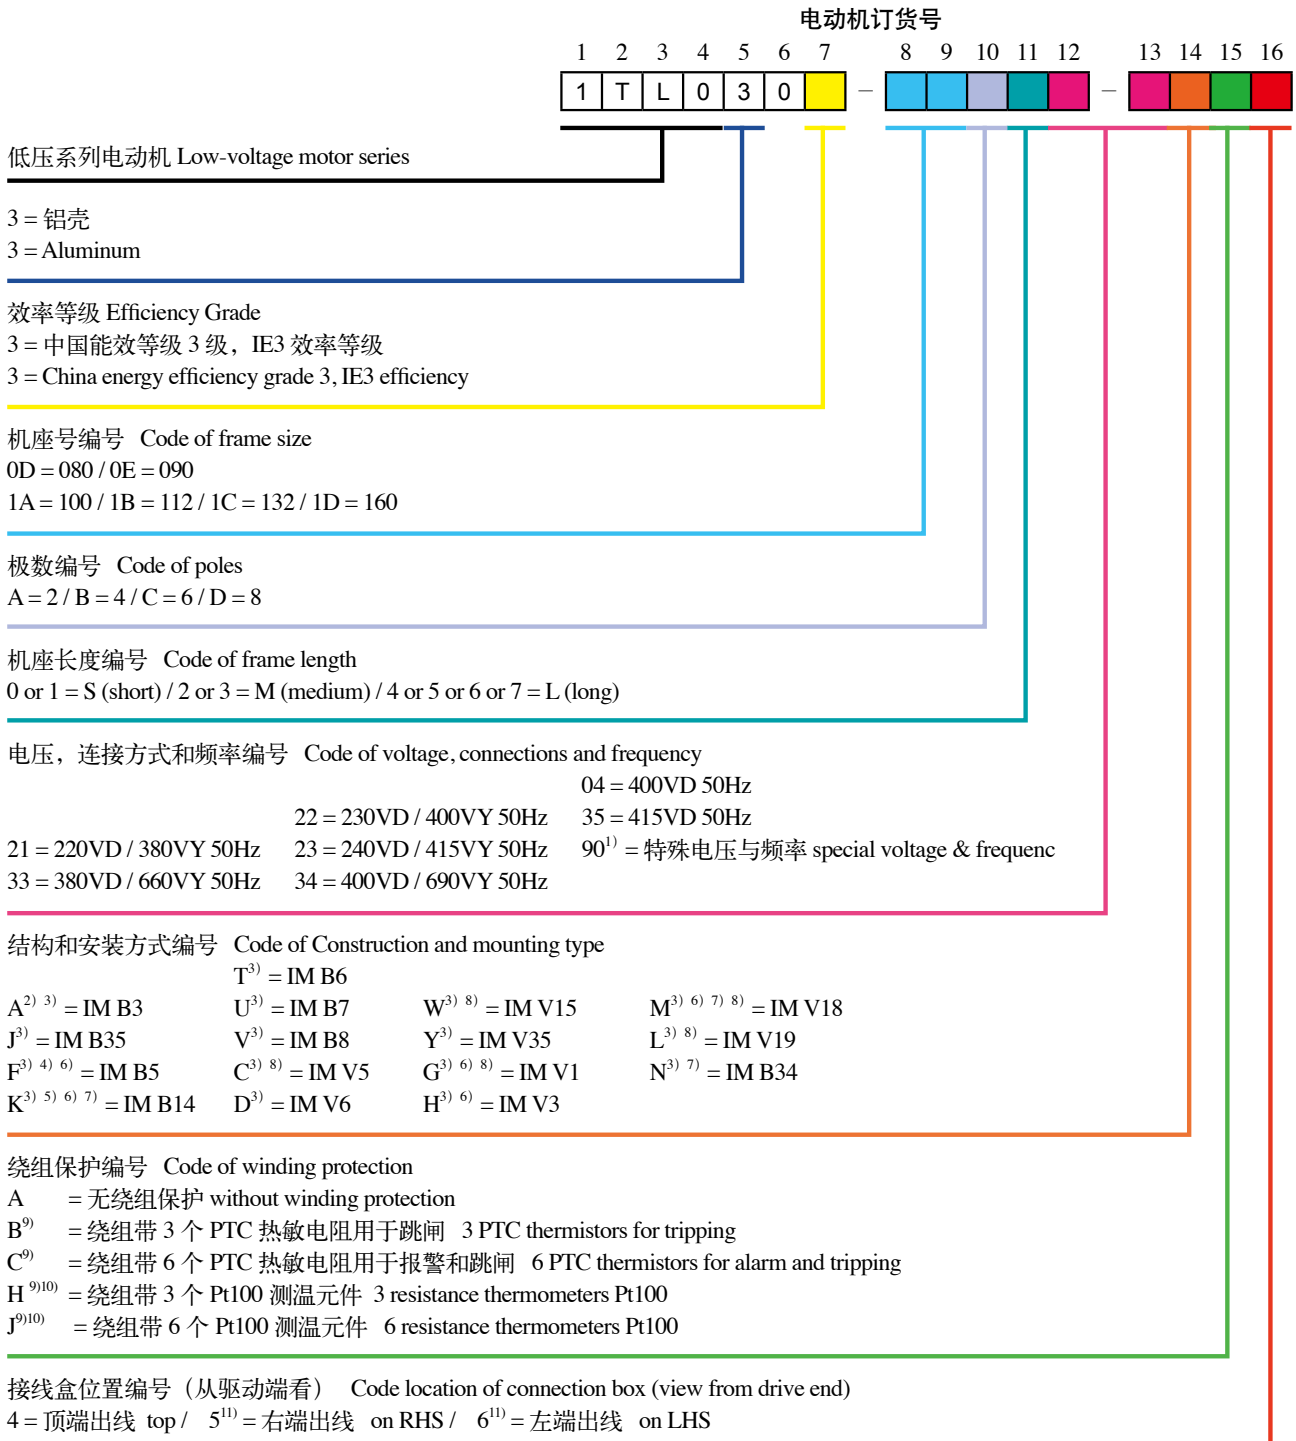 电动机订货号
1 2 3 4 5 6 7 8 9 10 11 12 13 14 15 16
1 T L 0 3 0 – –
低压系列电动机 Low-voltage motor series
3 = 铝壳
3 = Aluminum
效率等级 Efficiency Grade
3 = 中国能效等级 3 级，IE3 效率等级
3 = China energy efficiency grade 3, IE3 efficiency
机座号编号 Code of frame size
0D = 080 / 0E = 090
1A = 100 / 1B = 112 / 1C = 132 / 1D = 160
极数编号 Code of poles
A = 2 / B = 4 / C = 6 / D = 8
机座长度编号 Code of frame length
0 or 1 = S (short) / 2 or 3 = M (medium) / 4 or 5 or 6 or 7 = L (long)
电压，连接方式和频率编号 Code of voltage, connections and frequency
04 = 400VD 50Hz
22 = 230VD / 400VY 50Hz 35 = 415VD 50Hz
21 = 220VD / 380VY 50Hz 23 = 240VD / 415VY 50Hz 90¹⁾ = 特殊电压与频率 special voltage & frequenc
33 = 380VD / 660VY 50Hz 34 = 400VD / 690VY 50Hz
结构和安装方式编号 Code of Construction and mounting type
T³⁾ = IM B6
A²⁾ ³⁾ = IM B3 U³⁾ = IM B7 W³⁾ ⁸⁾ = IM V15 M³⁾ ⁶⁾ ⁷⁾ ⁸⁾ = IM V18
J³⁾ = IM B35 V³⁾ = IM B8 Y³⁾ = IM V35 L³⁾ ⁸⁾ = IM V19
F³⁾ ⁴⁾ ⁶⁾ = IM B5 C³⁾ ⁸⁾ = IM V5 G³⁾ ⁶⁾ ⁸⁾ = IM V1 N³⁾ ⁷⁾ = IM B34
K³⁾ ⁵⁾ ⁶⁾ ⁷⁾ = IM B14 D³⁾ = IM V6 H³⁾ ⁶⁾ = IM V3
绕组保护编号 Code of winding protection
A = 无绕组保护 without winding protection
B⁹⁾ = 绕组带 3 个 PTC 热敏电阻用于跳闸 3 PTC thermistors for tripping
C⁹⁾ = 绕组带 6 个 PTC 热敏电阻用于报警和跳闸 6 PTC thermistors for alarm and tripping
H ⁹⁾¹⁰⁾ = 绕组带 3 个 Pt100 测温元件 3 resistance thermometers Pt100
J⁹⁾¹⁰⁾ = 绕组带 6 个 Pt100 测温元件 6 resistance thermometers Pt100
接线盒位置编号（从驱动端看） Code location of connection box (view from drive end)
4 = 顶端出线 top / 5¹¹⁾ = 右端出线 on RHS / 6¹¹⁾ = 左端出线 on LHS